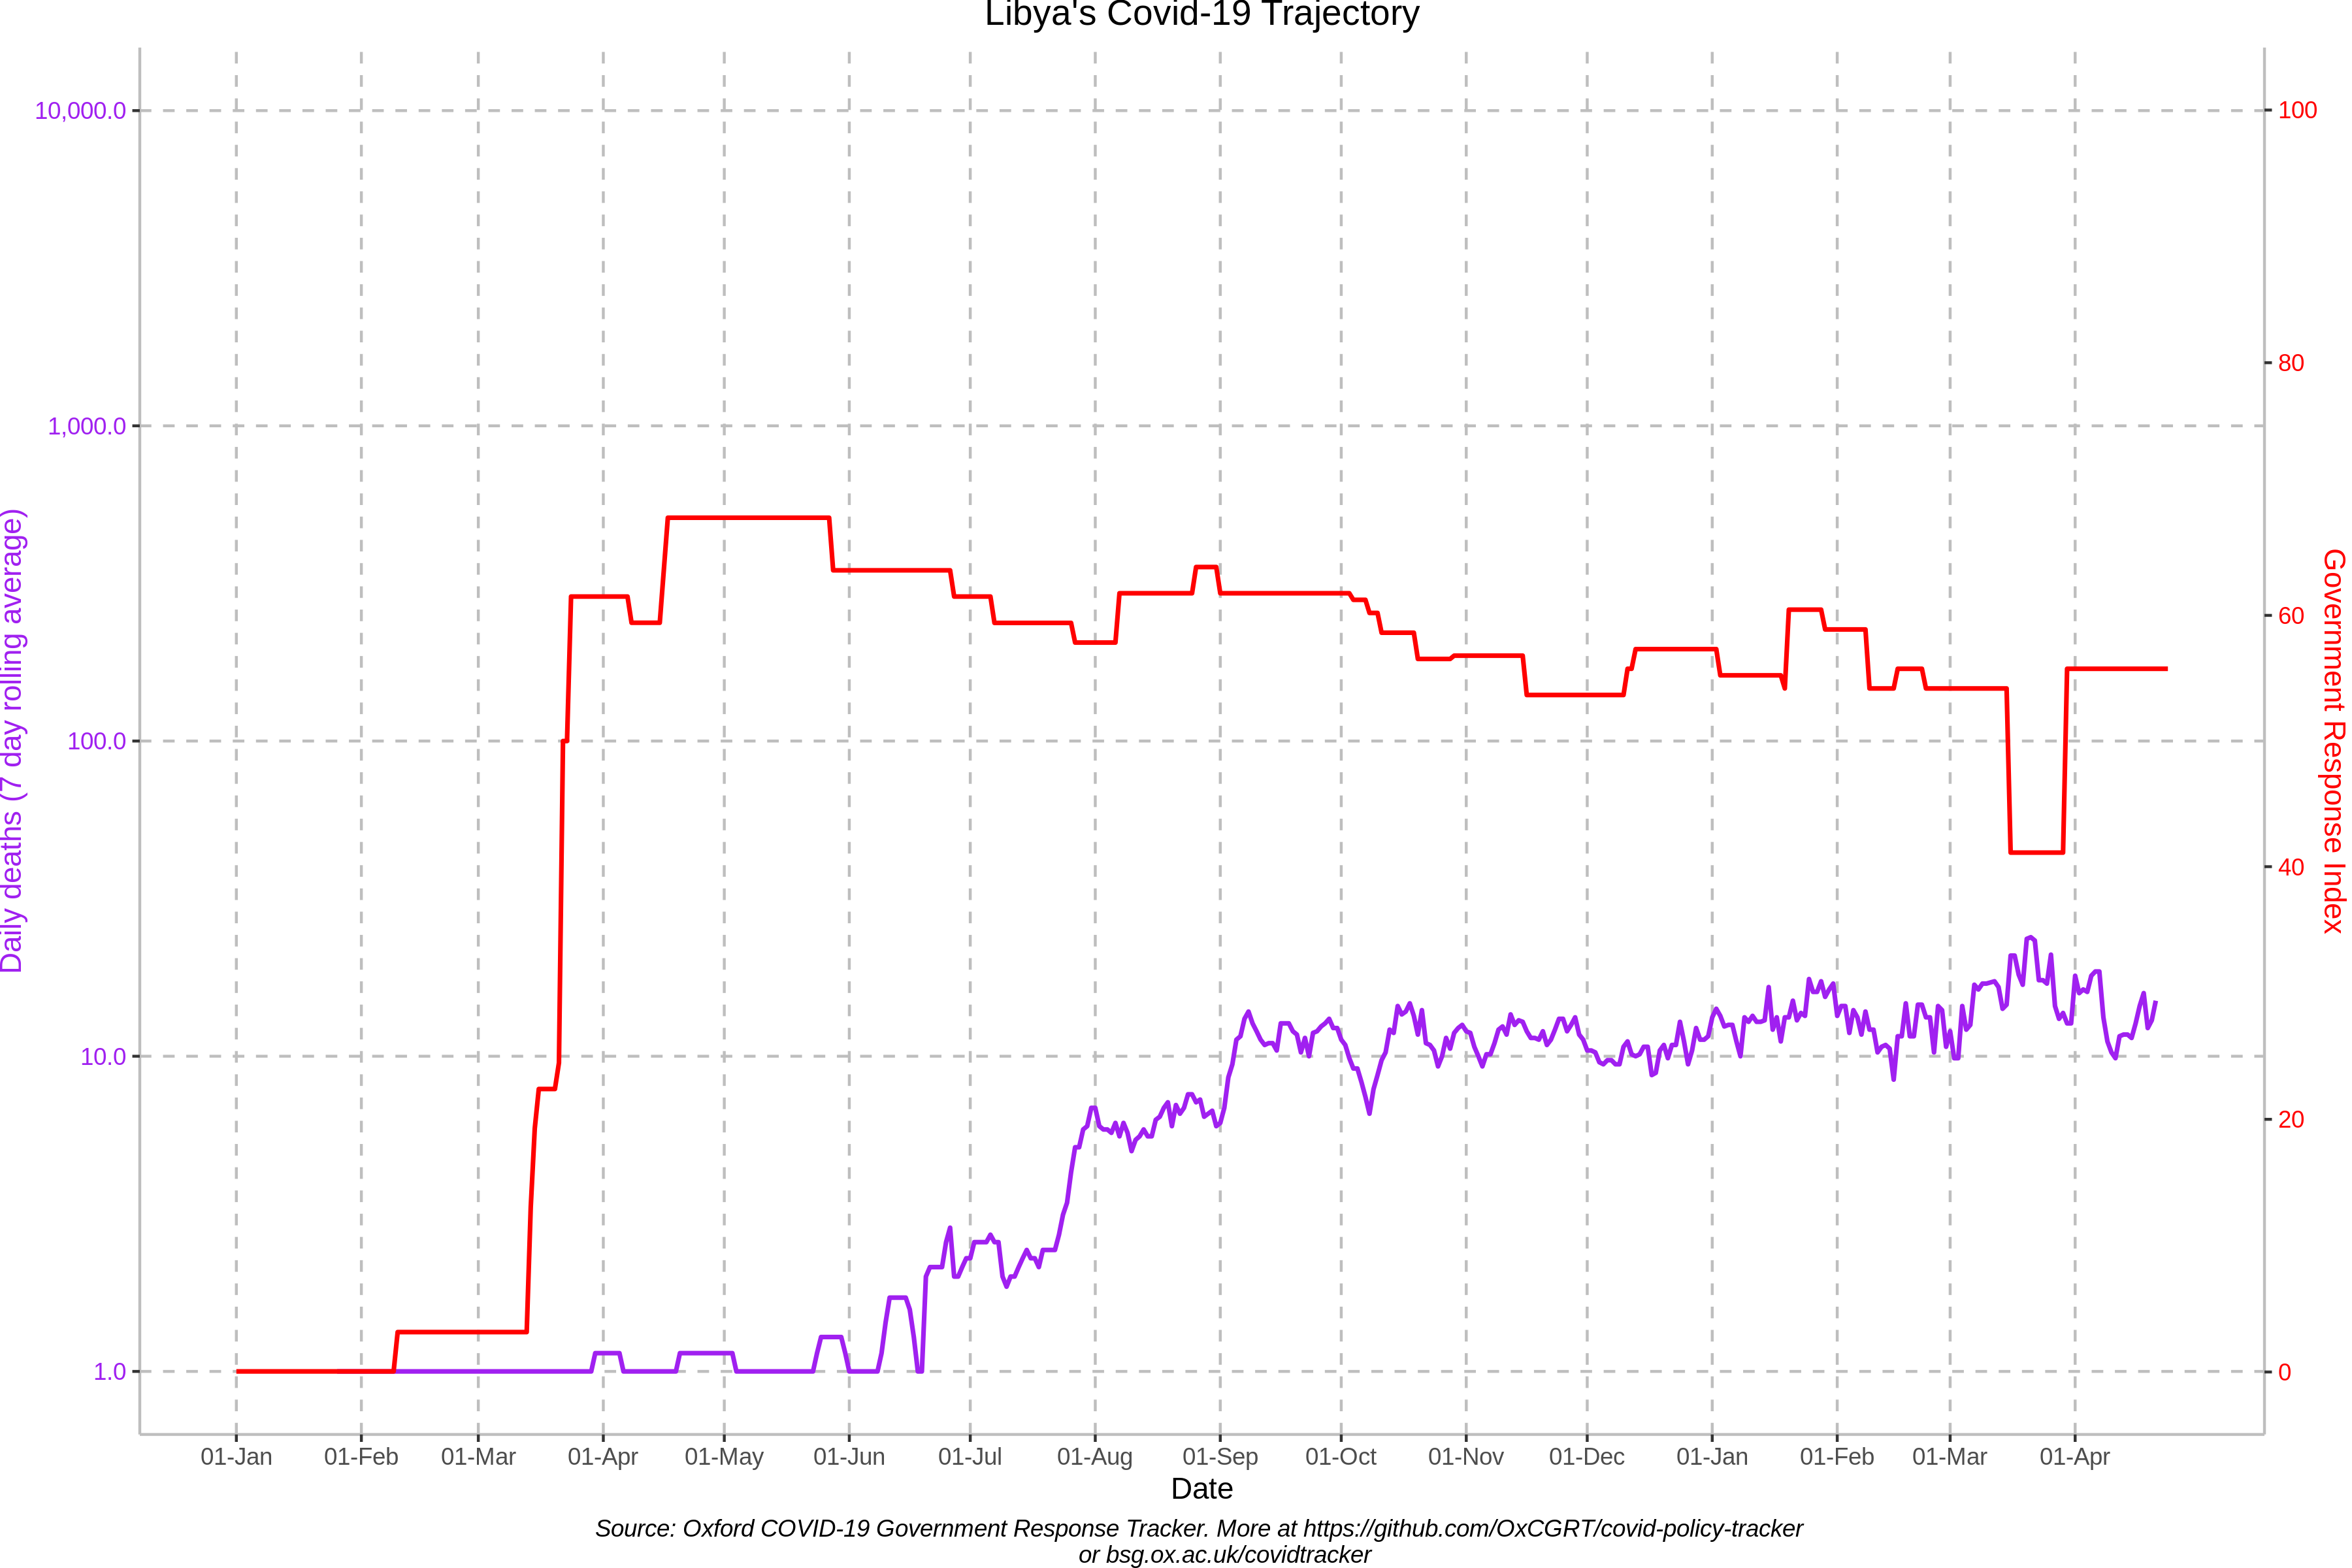 Libya's Covid-19 Trajectory
10,000.0
1,000.0
100.0
10.0
1.0
Daily deaths (7 day rolling average)
100
80
60
40
20
0
Government Response Index
01-Jan 01-Feb 01-Mar 01-Apr 01-May 01-Jun 01-Jul 01-Aug 01-Sep 01-Oct 01-Nov 01-Dec 01-Jan 01-Feb 01-Mar 01-Apr
Date
Source: Oxford COVID-19 Government Response Tracker. More at https://github.com/OxCGRT/covid-policy-tracker
or bsg.ox.ac.uk/covidtracker